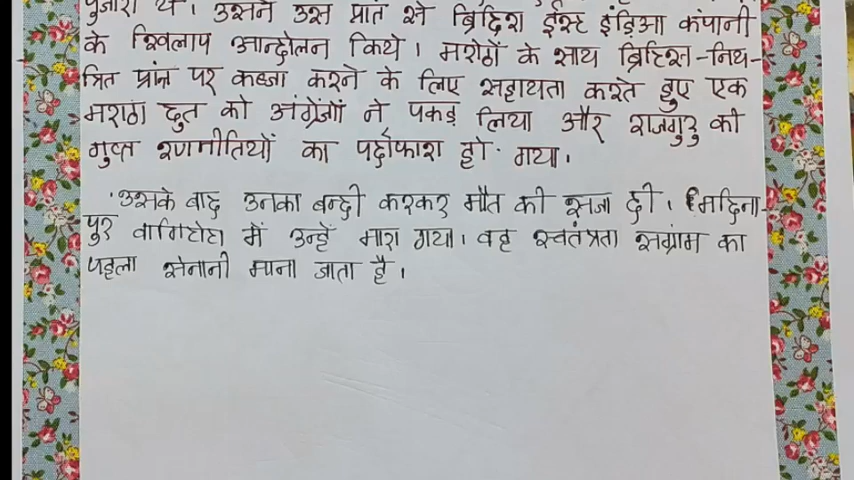 पुजारी थे। उसने उस प्रांत से ब्रिटिश ईस्ट इंडिआ कंपानी
के खिलाप आन्दोलन किये। मराठों के साथ ब्रिटिस-नियं-
त्रित प्रान्त पर कब्जा करने के लिए सहायता करते हुए एक
मराठा दुत को अंग्रेजों ने पकड़ लिया और राजगुरु की
गुप्त रणनीतियों का पर्दाफाश हो गया।
उसके बाद उनका बन्दी करकर मौत की सजा दी। मिदिना-
पुर वागिटोटा में उन्हें मारा गया। वह स्वतंत्रता सग्राम का
पहला सेनानी माना जाता है।